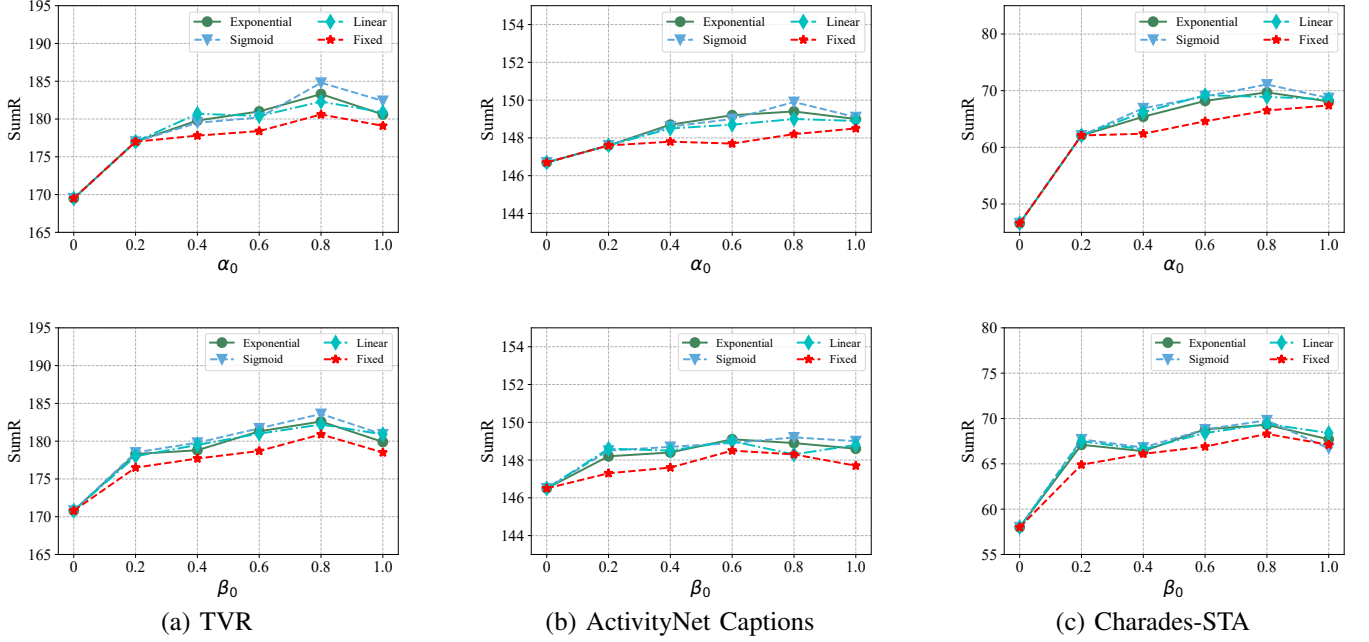 195
190
185
180
175
170
165
SumR
Exponential
Sigmoid
Linear
Fixed
0 0.2 0.4 0.6 0.8 1.0
α₀
154
152
150
148
146
144
SumR
Exponential
Sigmoid
Linear
Fixed
0 0.2 0.4 0.6 0.8 1.0
α₀
80
70
60
50
SumR
Exponential
Sigmoid
Linear
Fixed
0 0.2 0.4 0.6 0.8 1.0
α₀
195
190
185
180
175
170
165
SumR
Exponential
Sigmoid
Linear
Fixed
0 0.2 0.4 0.6 0.8 1.0
β₀
(a) TVR
154
152
150
148
146
144
SumR
Exponential
Sigmoid
Linear
Fixed
0 0.2 0.4 0.6 0.8 1.0
β₀
(b) ActivityNet Captions
80
75
70
65
60
55
SumR
Exponential
Sigmoid
Linear
Fixed
0 0.2 0.4 0.6 0.8 1.0
β₀
(c) Charades-STA